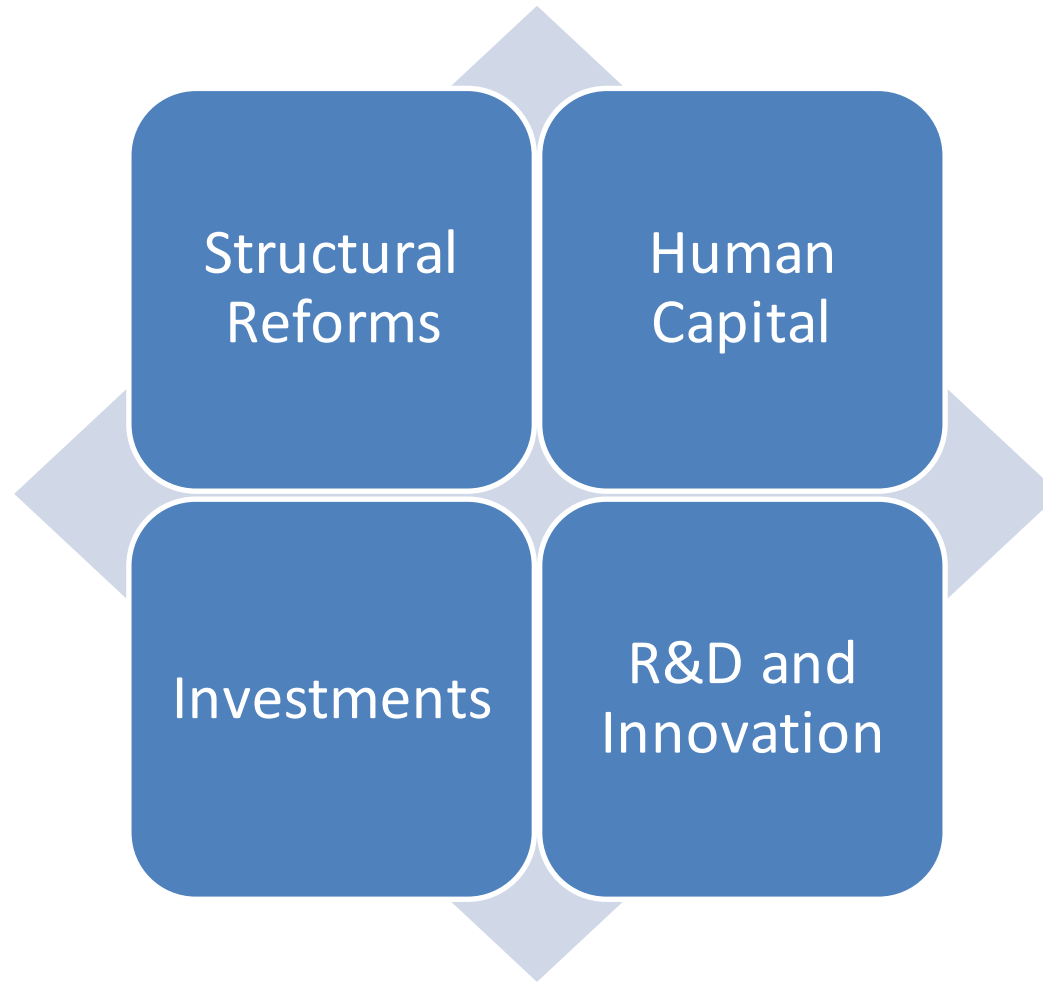 Structural
Reforms
Human
Capital
Investments
R&D and
Innovation